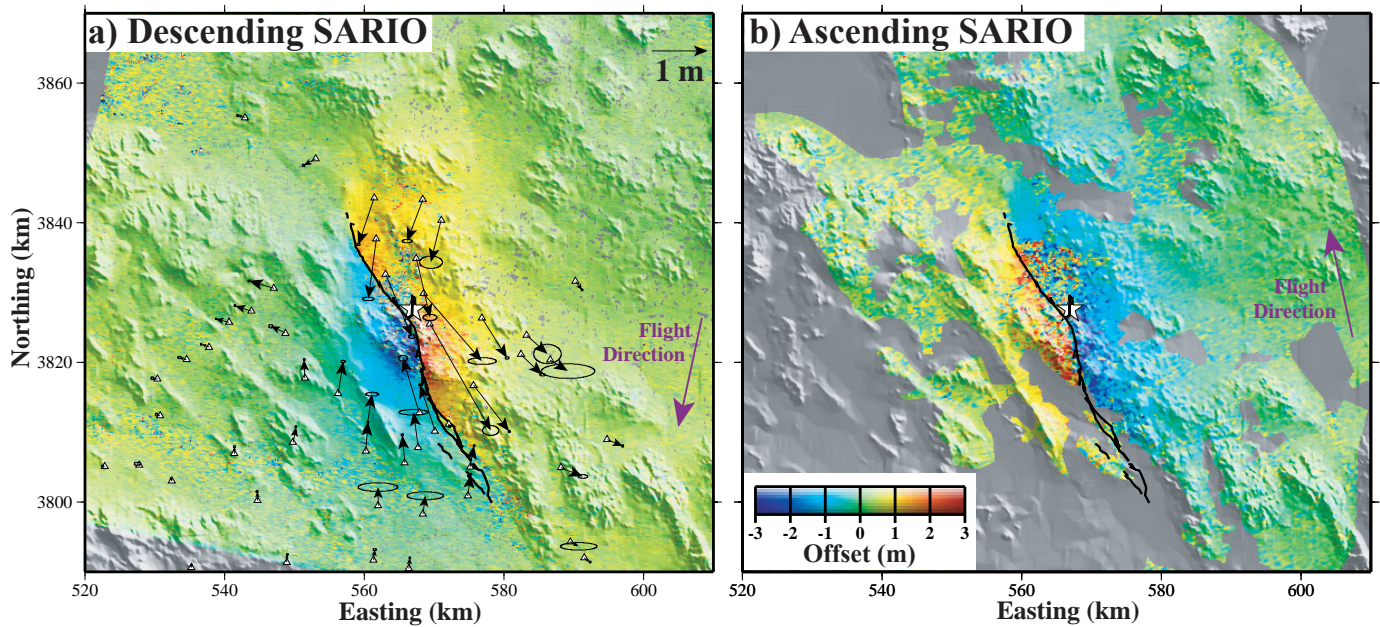 a) Descending SARIO
1 m
Flight
Direction
Northing (km)
3860
3840
3820
3800
520
540
560
580
600
Easting (km)
b) Ascending SARIO
Flight
Direction
-3 -2 -1 0 1 2 3
Offset (m)
520
540
560
580
600
Easting (km)